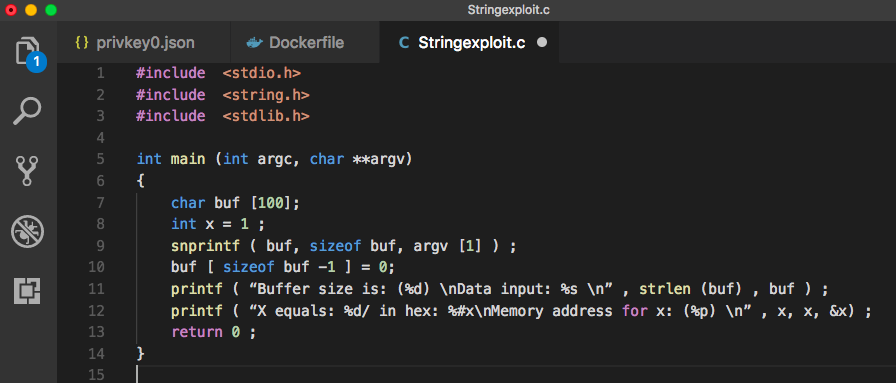 Stringexploit.c
{} privkey0.json Dockerfile C Stringexploit.c
1
1 #include  <stdio.h>
2 #include  <string.h>
3 #include  <stdlib.h>
4
5 int main (int argc, char **argv)
6 {
7     char buf [100];
8     int x = 1 ;
9     snprintf ( buf, sizeof buf, argv [1] ) ;
10     buf [ sizeof buf -1 ] = 0;
11     printf ( “Buffer size is: (%d) \nData input: %s \n” , strlen (buf) , buf ) ;
12     printf ( “X equals: %d/ in hex: %#x\nMemory address for x: (%p) \n” , x, x, &x) ;
13     return 0 ;
14 }
15